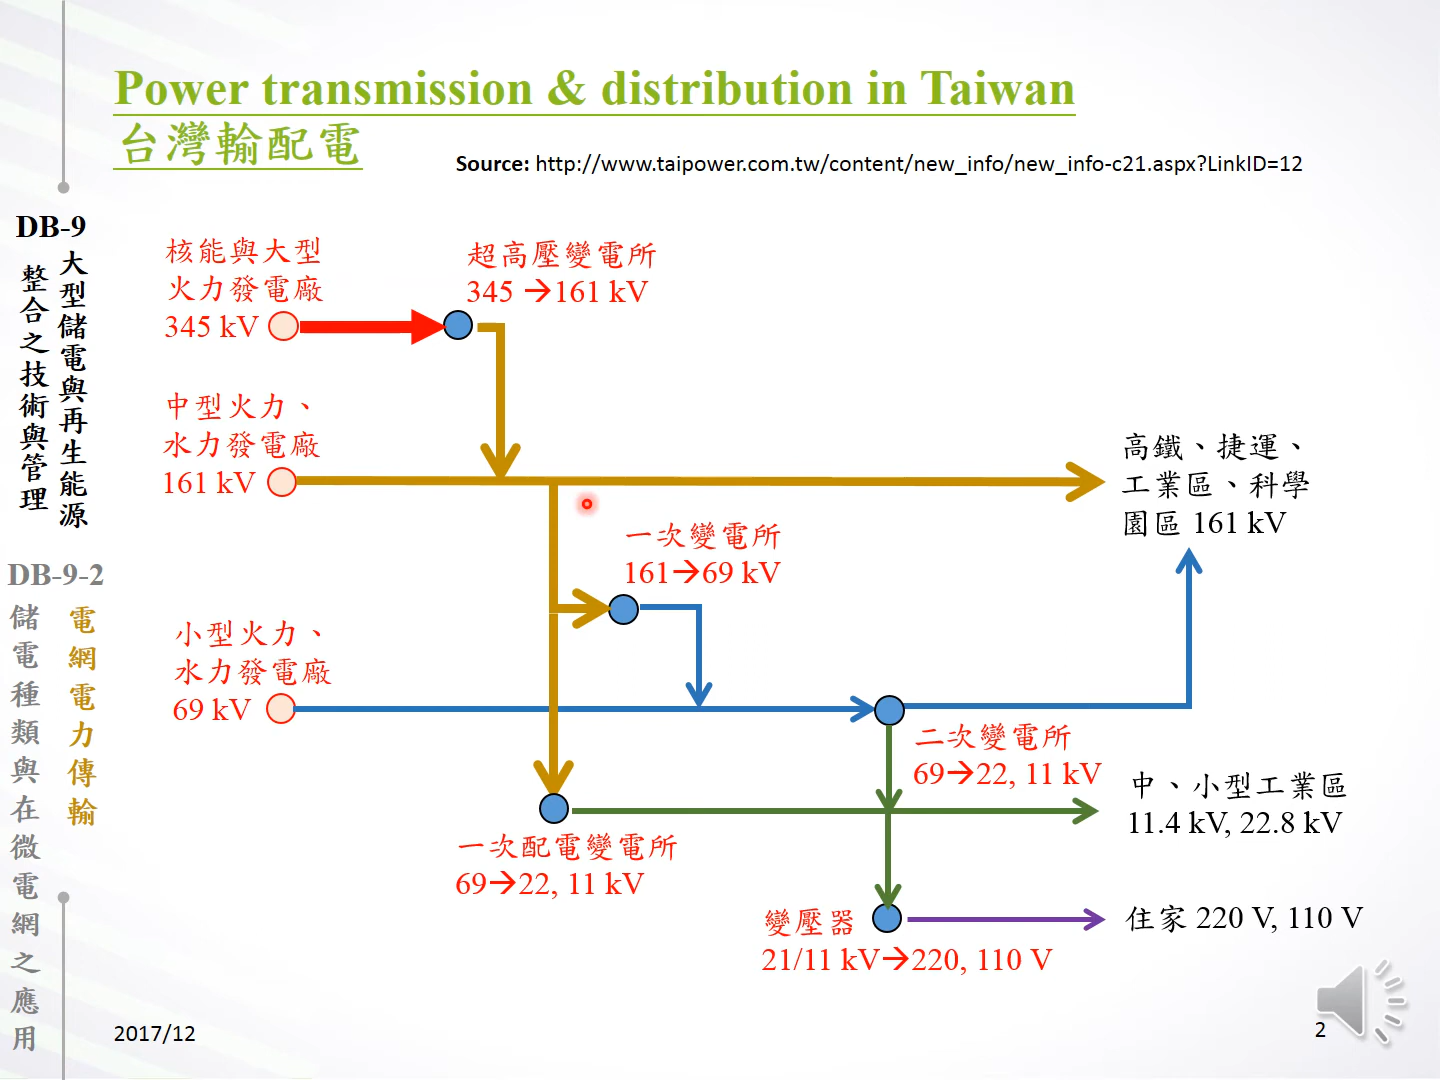 Power transmission & distribution in Taiwan
台灣輸配電
Source: http://www.taipower.com.tw/content/new_info/new_info-c21.aspx?LinkID=12
DB-9
大型儲電與再生能源
整合之技術與管理
DB-9-2
電網電力傳輸
儲電種類與在微電網之應用
核能與大型
火力發電廠
345 kV
超高壓變電所
345 →161 kV
中型火力、
水力發電廠
161 kV
高鐵、捷運、
工業區、科學
園區 161 kV
一次變電所
161→69 kV
小型火力、
水力發電廠
69 kV
二次變電所
69→22, 11 kV
中、小型工業區
11.4 kV, 22.8 kV
一次配電變電所
69→22, 11 kV
變壓器
21/11 kV→220, 110 V
住家 220 V, 110 V
2017/12
2